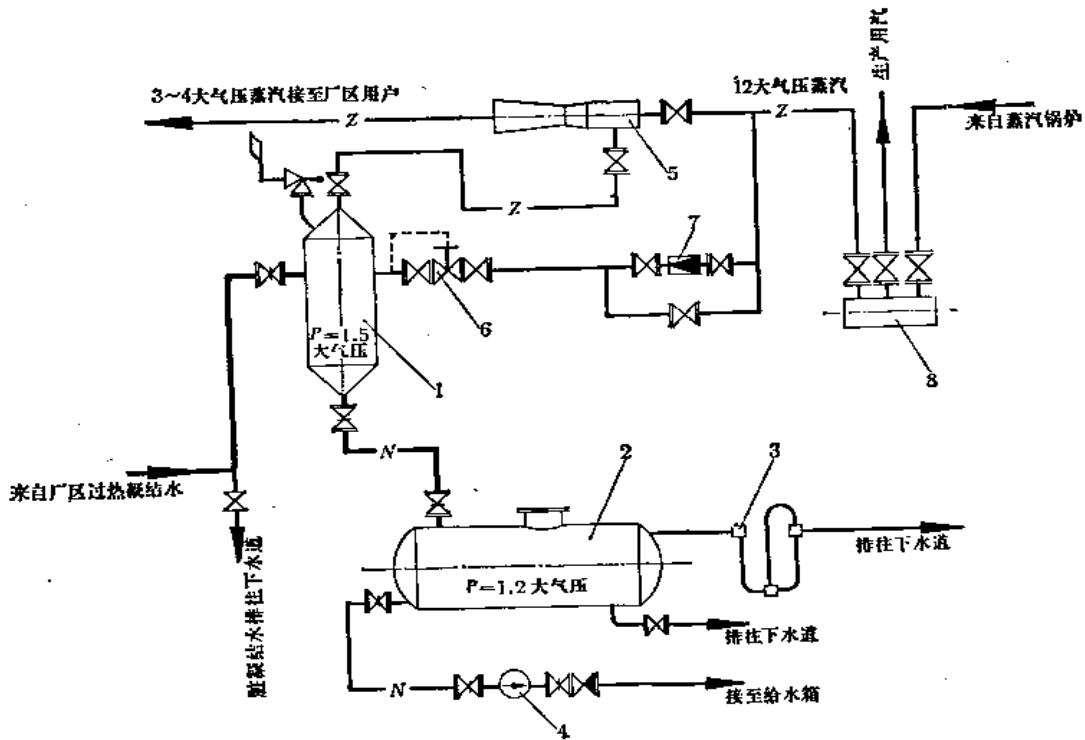 生产用汽
3~4大气压蒸汽接至厂区用户
12大气压蒸汽
Z
Z
来自蒸汽锅炉
5
Z
7
6
P=1.5
大气压
1
8
N
2
3
来自厂区过热凝结水
排往下水道
P=1.2大气压
脏凝结水排往下水道
排往下水道
N
接至给水箱
4